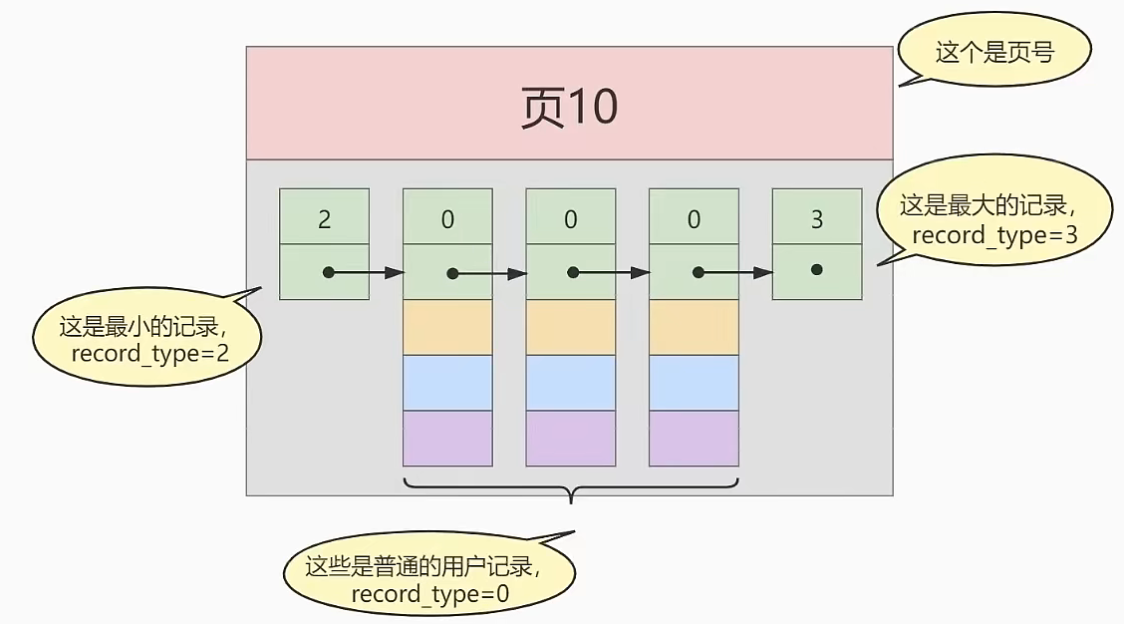 这个是页号
页10
2 0 0 0 3
这是最大的记录，
record_type=3
这是最小的记录，
record_type=2
这些是普通的用户记录，
record_type=0